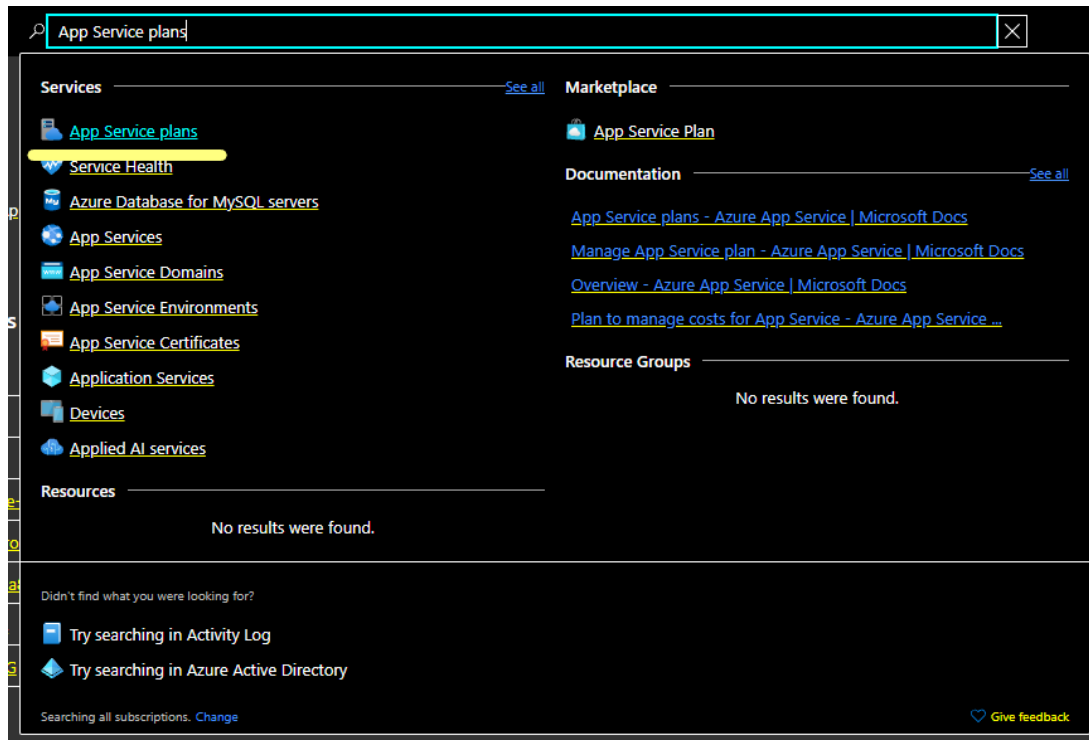 App Service plans
Services
See all
App Service plans
Service Health
Azure Database for MySQL servers
App Services
App Service Domains
App Service Environments
App Service Certificates
Application Services
Devices
Applied AI services
Resources
No results were found.
Marketplace
App Service Plan
Documentation
See all
App Service plans - Azure App Service | Microsoft Docs
Manage App Service plan - Azure App Service | Microsoft Docs
Overview - Azure App Service | Microsoft Docs
Plan to manage costs for App Service - Azure App Service ...
Resource Groups
No results were found.
Didn't find what you were looking for?
Try searching in Activity Log
Try searching in Azure Active Directory
Searching all subscriptions. Change
Give feedback